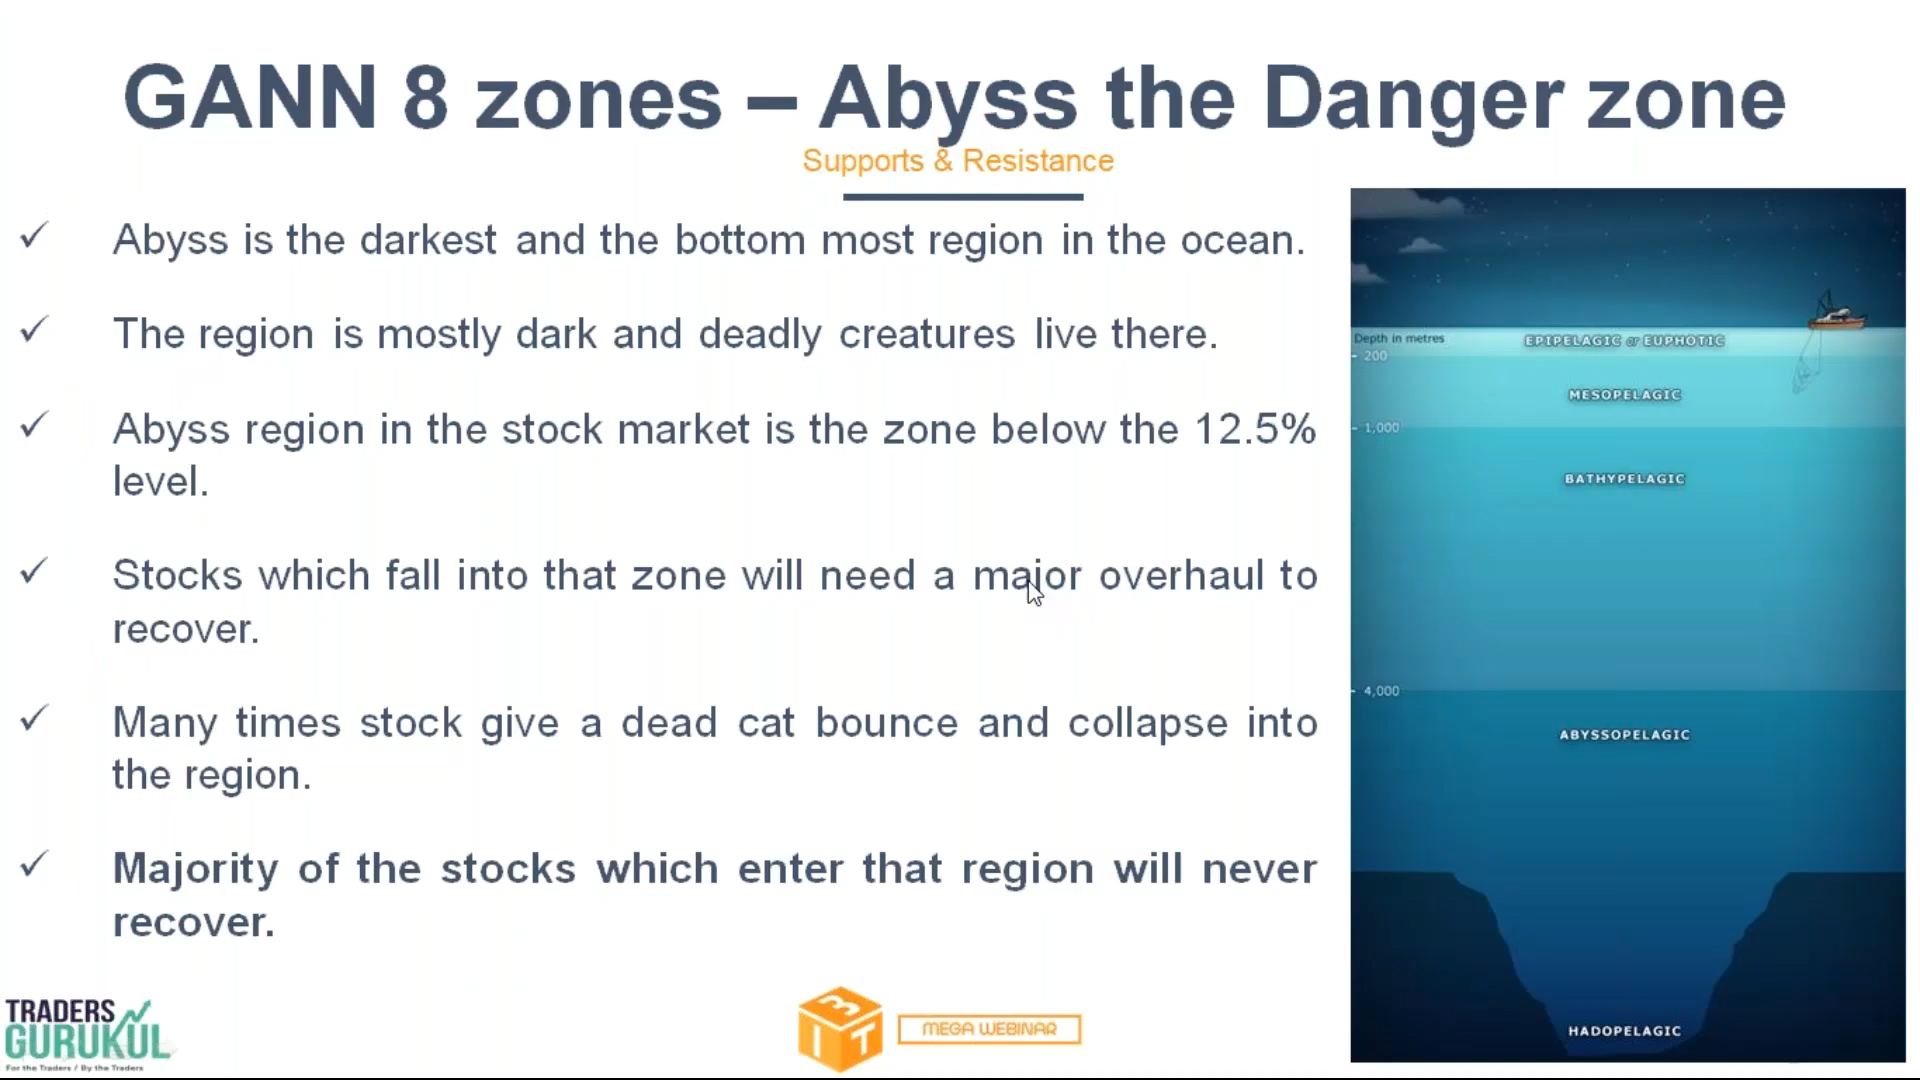 GANN 8 zones – Abyss the Danger zone
Supports & Resistance
✓ Abyss is the darkest and the bottom most region in the ocean.
✓ The region is mostly dark and deadly creatures live there.
✓ Abyss region in the stock market is the zone below the 12.5%
level.
✓ Stocks which fall into that zone will need a major overhaul to
recover.
✓ Many times stock give a dead cat bounce and collapse into
the region.
✓ Majority of the stocks which enter that region will never
recover.
Depth in metres
EPIPELAGIC or EUPHOTIC
200
MESOPELAGIC
1,000
BATHYPELAGIC
4,000
ABYSSOPELAGIC
HADOPELAGIC
TRADERS
GURUKUL
For the Traders / By the Traders
3
I T
MEGA WEBINAR